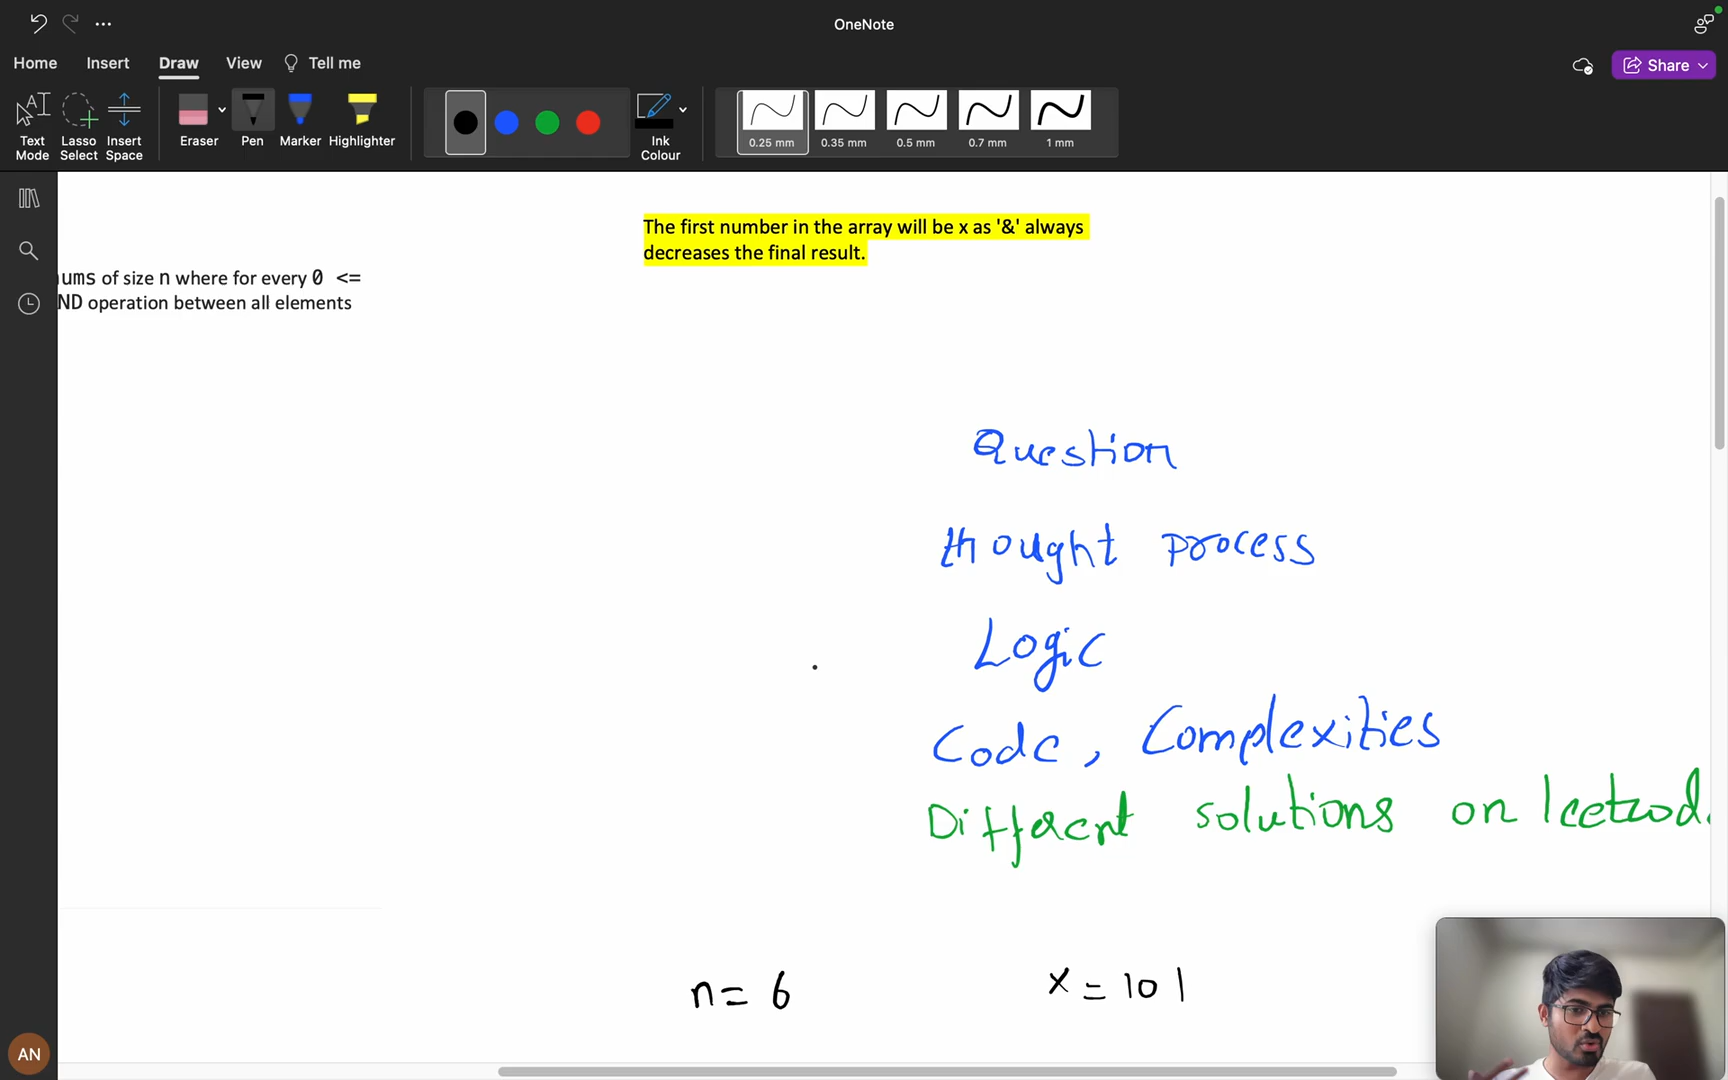 OneNote
Home Insert Draw View Tell me
Share
Text Mode
Lasso Select
Insert Space
Eraser
Pen
Marker
Highlighter
Ink Colour
0.25 mm
0.35 mm
0.5 mm
0.7 mm
1 mm
The first number in the array will be x as '&' always
decreases the final result.
ums of size n where for every 0 <=
ND operation between all elements
Question
thought process
Logic
Code, Complexities
Different solutions on leetcod
n= 6
x = 101
AN